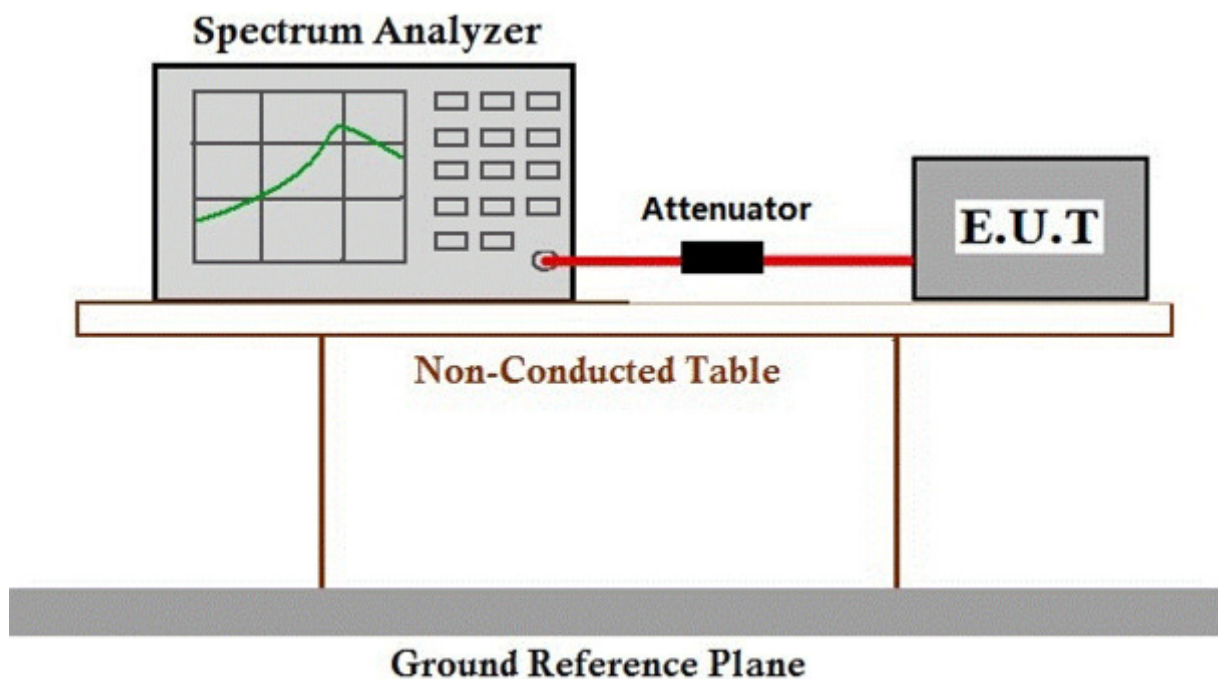 Spectrum Analyzer
Attenuator
E.U.T
Non-Conducted Table
Ground Reference Plane